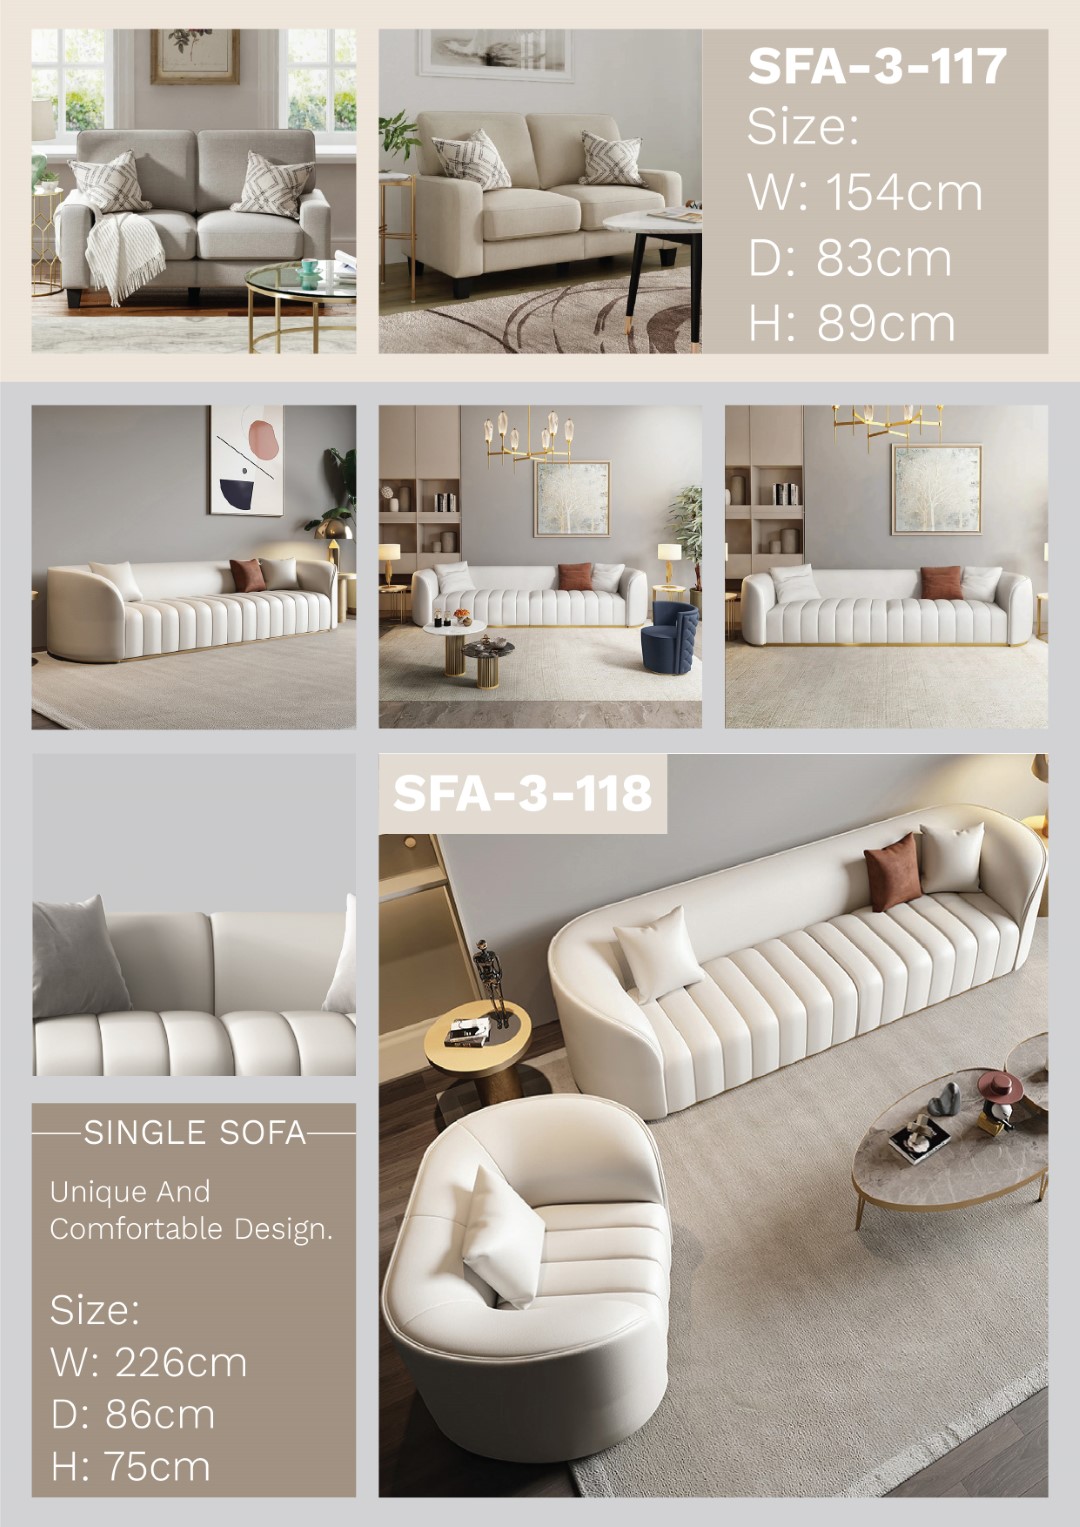 SFA-3-117
Size:
W: 154cm
D: 83cm
H: 89cm
SFA-3-118
SINGLE SOFA
Unique And
Comfortable Design.
Size:
W: 226cm
D: 86cm
H: 75cm